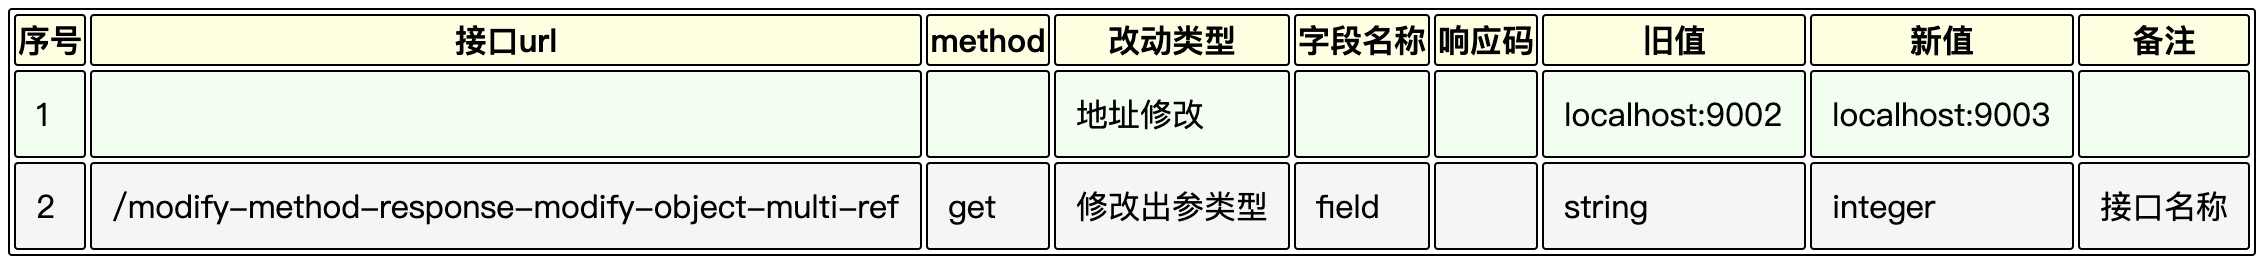 序号 接口url method 改动类型 字段名称 响应码 旧值 新值 备注
1 地址修改 localhost:9002 localhost:9003
2 /modify-method-response-modify-object-multi-ref get 修改出参类型 field string integer 接口名称